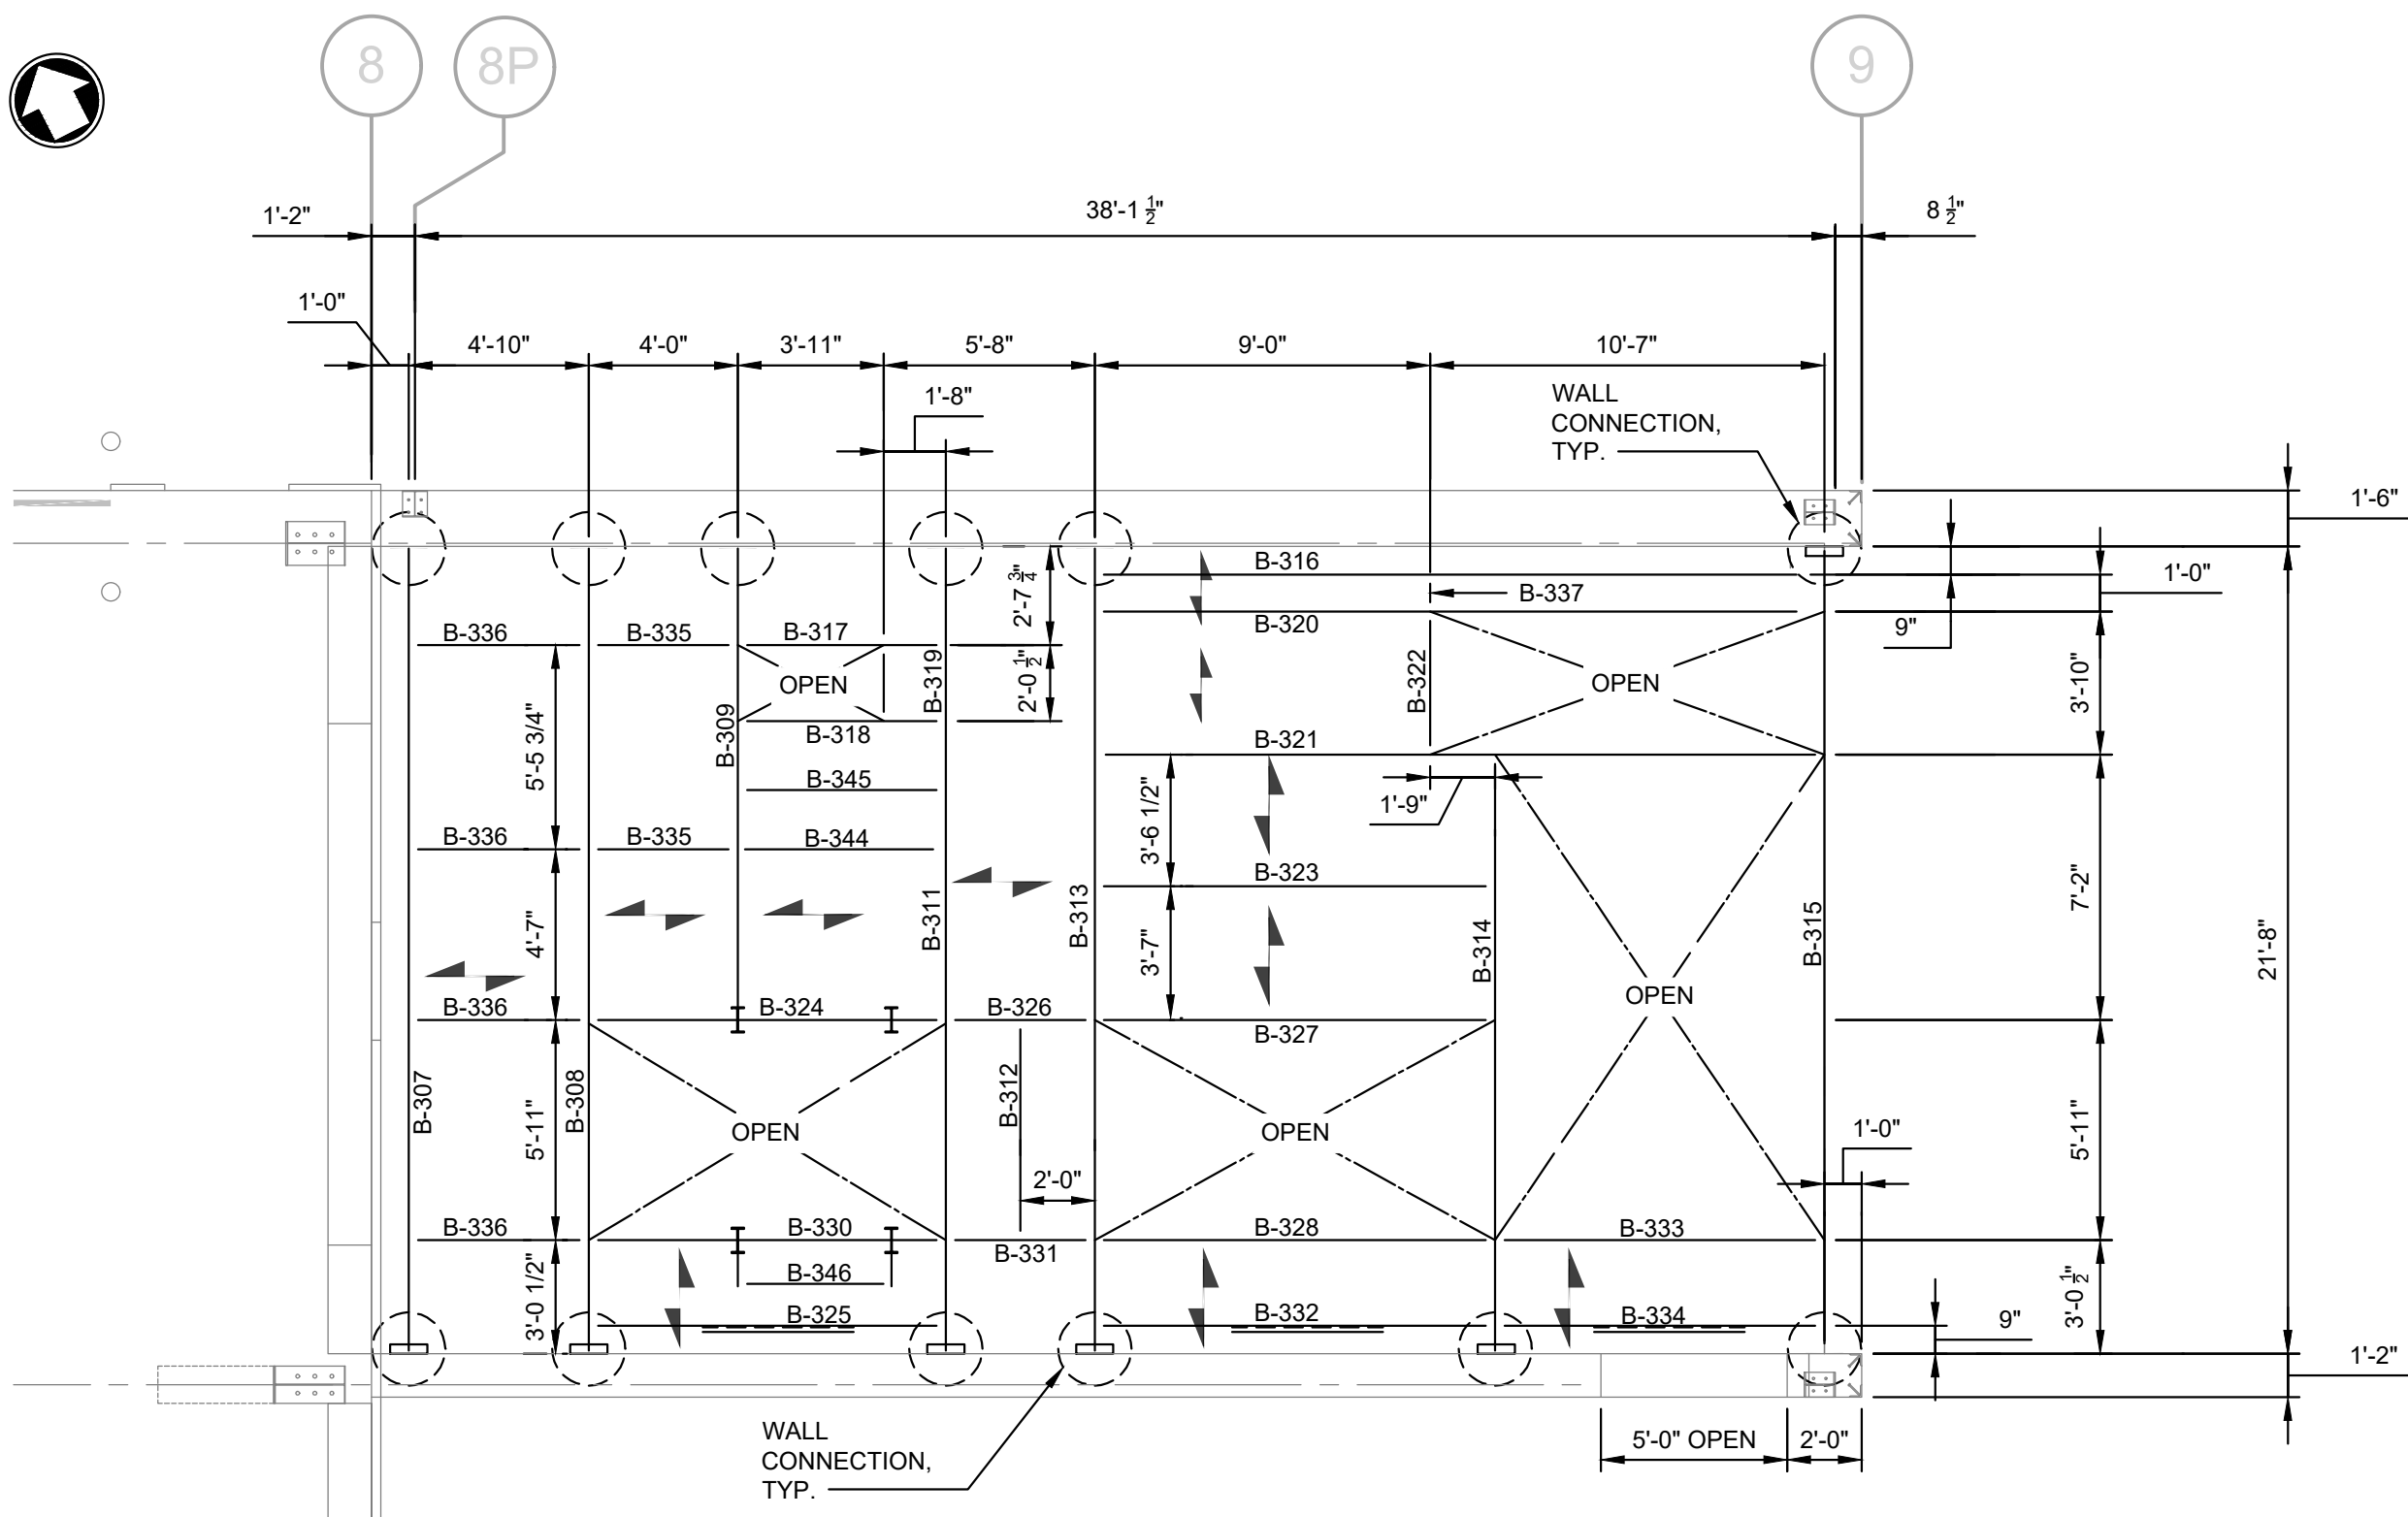 8
8P
9
1'-2"
38'-1 1/2"
8 1/2"
1'-0"
4'-10"
4'-0"
3'-11"
5'-8"
9'-0"
10'-7"
1'-8"
WALL
CONNECTION,
TYP.
1'-6"
B-316
1'-0"
2'-7 3/4"
B-337
9"
B-336
B-335
B-317
B-320
2'-0 1/2"
B-319
B-322
OPEN
OPEN
3'-10"
B-309
B-318
B-321
5'-5 3/4"
B-345
1'-9"
3'-6 1/2"
B-336
B-335
B-344
B-323
7'-2"
4'-7"
B-311
B-313
3'-7"
B-314
B-315
21'-8"
OPEN
B-336
B-324
B-326
B-327
B-307
B-308
5'-11"
B-312
OPEN
OPEN
5'-11"
1'-0"
2'-0"
B-336
B-330
B-331
B-328
B-333
B-346
3'-0 1/2"
3'-0 1/2"
B-325
B-332
B-334
9"
1'-2"
WALL
CONNECTION,
TYP.
5'-0" OPEN
2'-0"